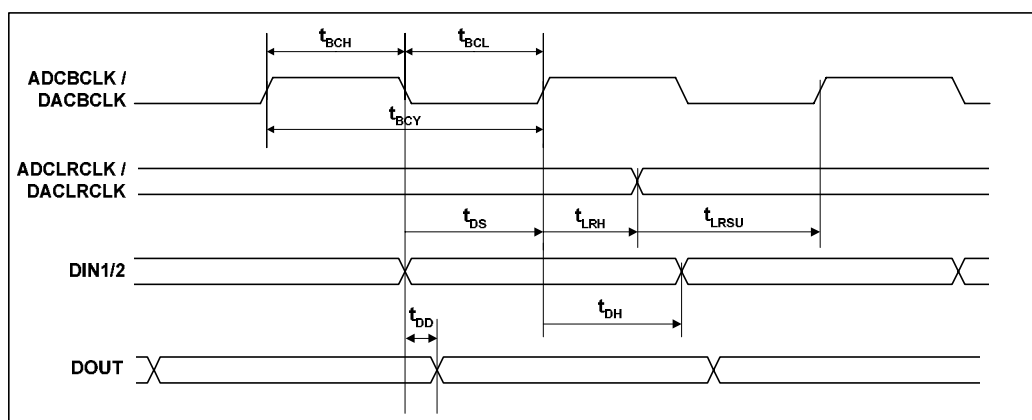 tBCH
tBCL
ADCBCLK /
DACBCLK
tBCY
ADCLRCLK /
DACLRCLK
tDS
tLRH
tLRSU
DIN1/2
tDD
tDH
DOUT